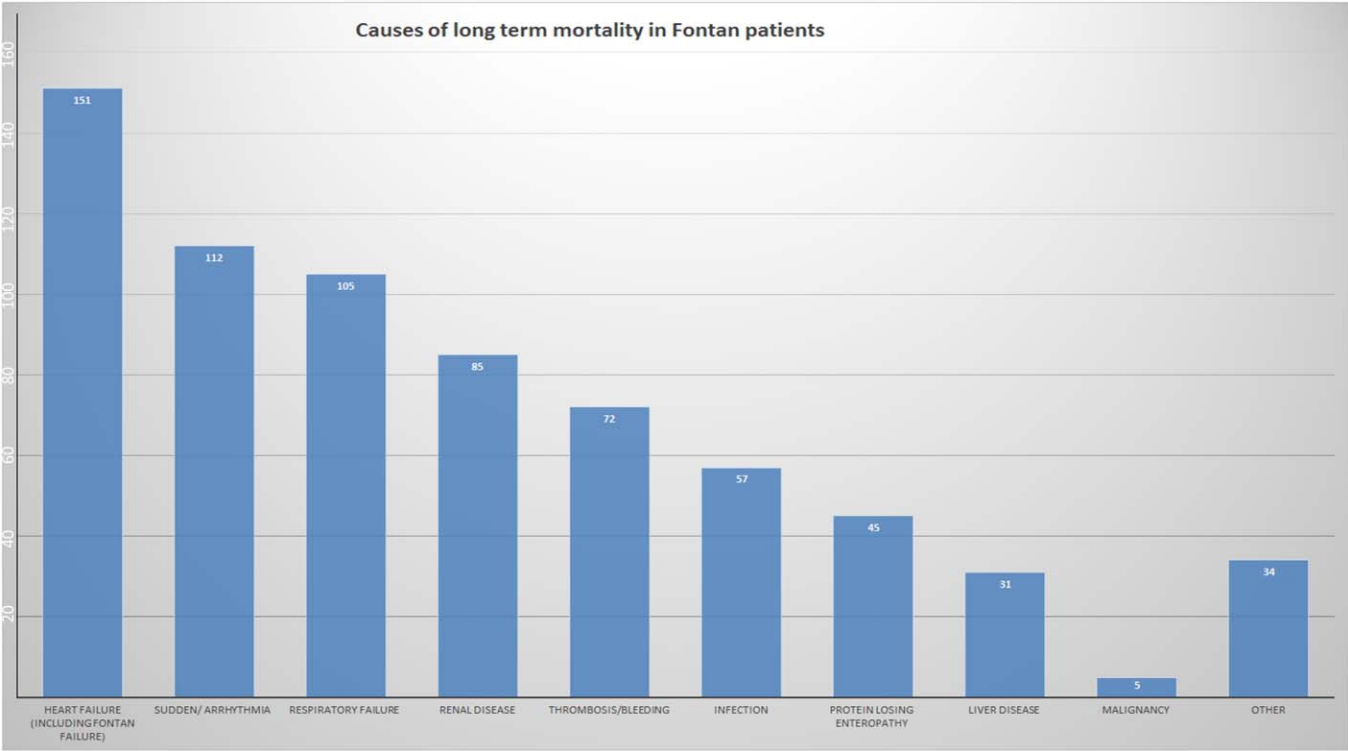 Causes of long term mortality in Fontan patients
160
140
120
100
80
60
40
20
151
112
105
85
72
57
45
31
5
34
HEART FAILURE
(INCLUDING FONTAN
FAILURE)
SUDDEN/ ARRHYTHMIA
RESPIRATORY FAILURE
RENAL DISEASE
THROMBOSIS/BLEEDING
INFECTION
PROTEIN LOSING
ENTEROPATHY
LIVER DISEASE
MALIGNANCY
OTHER